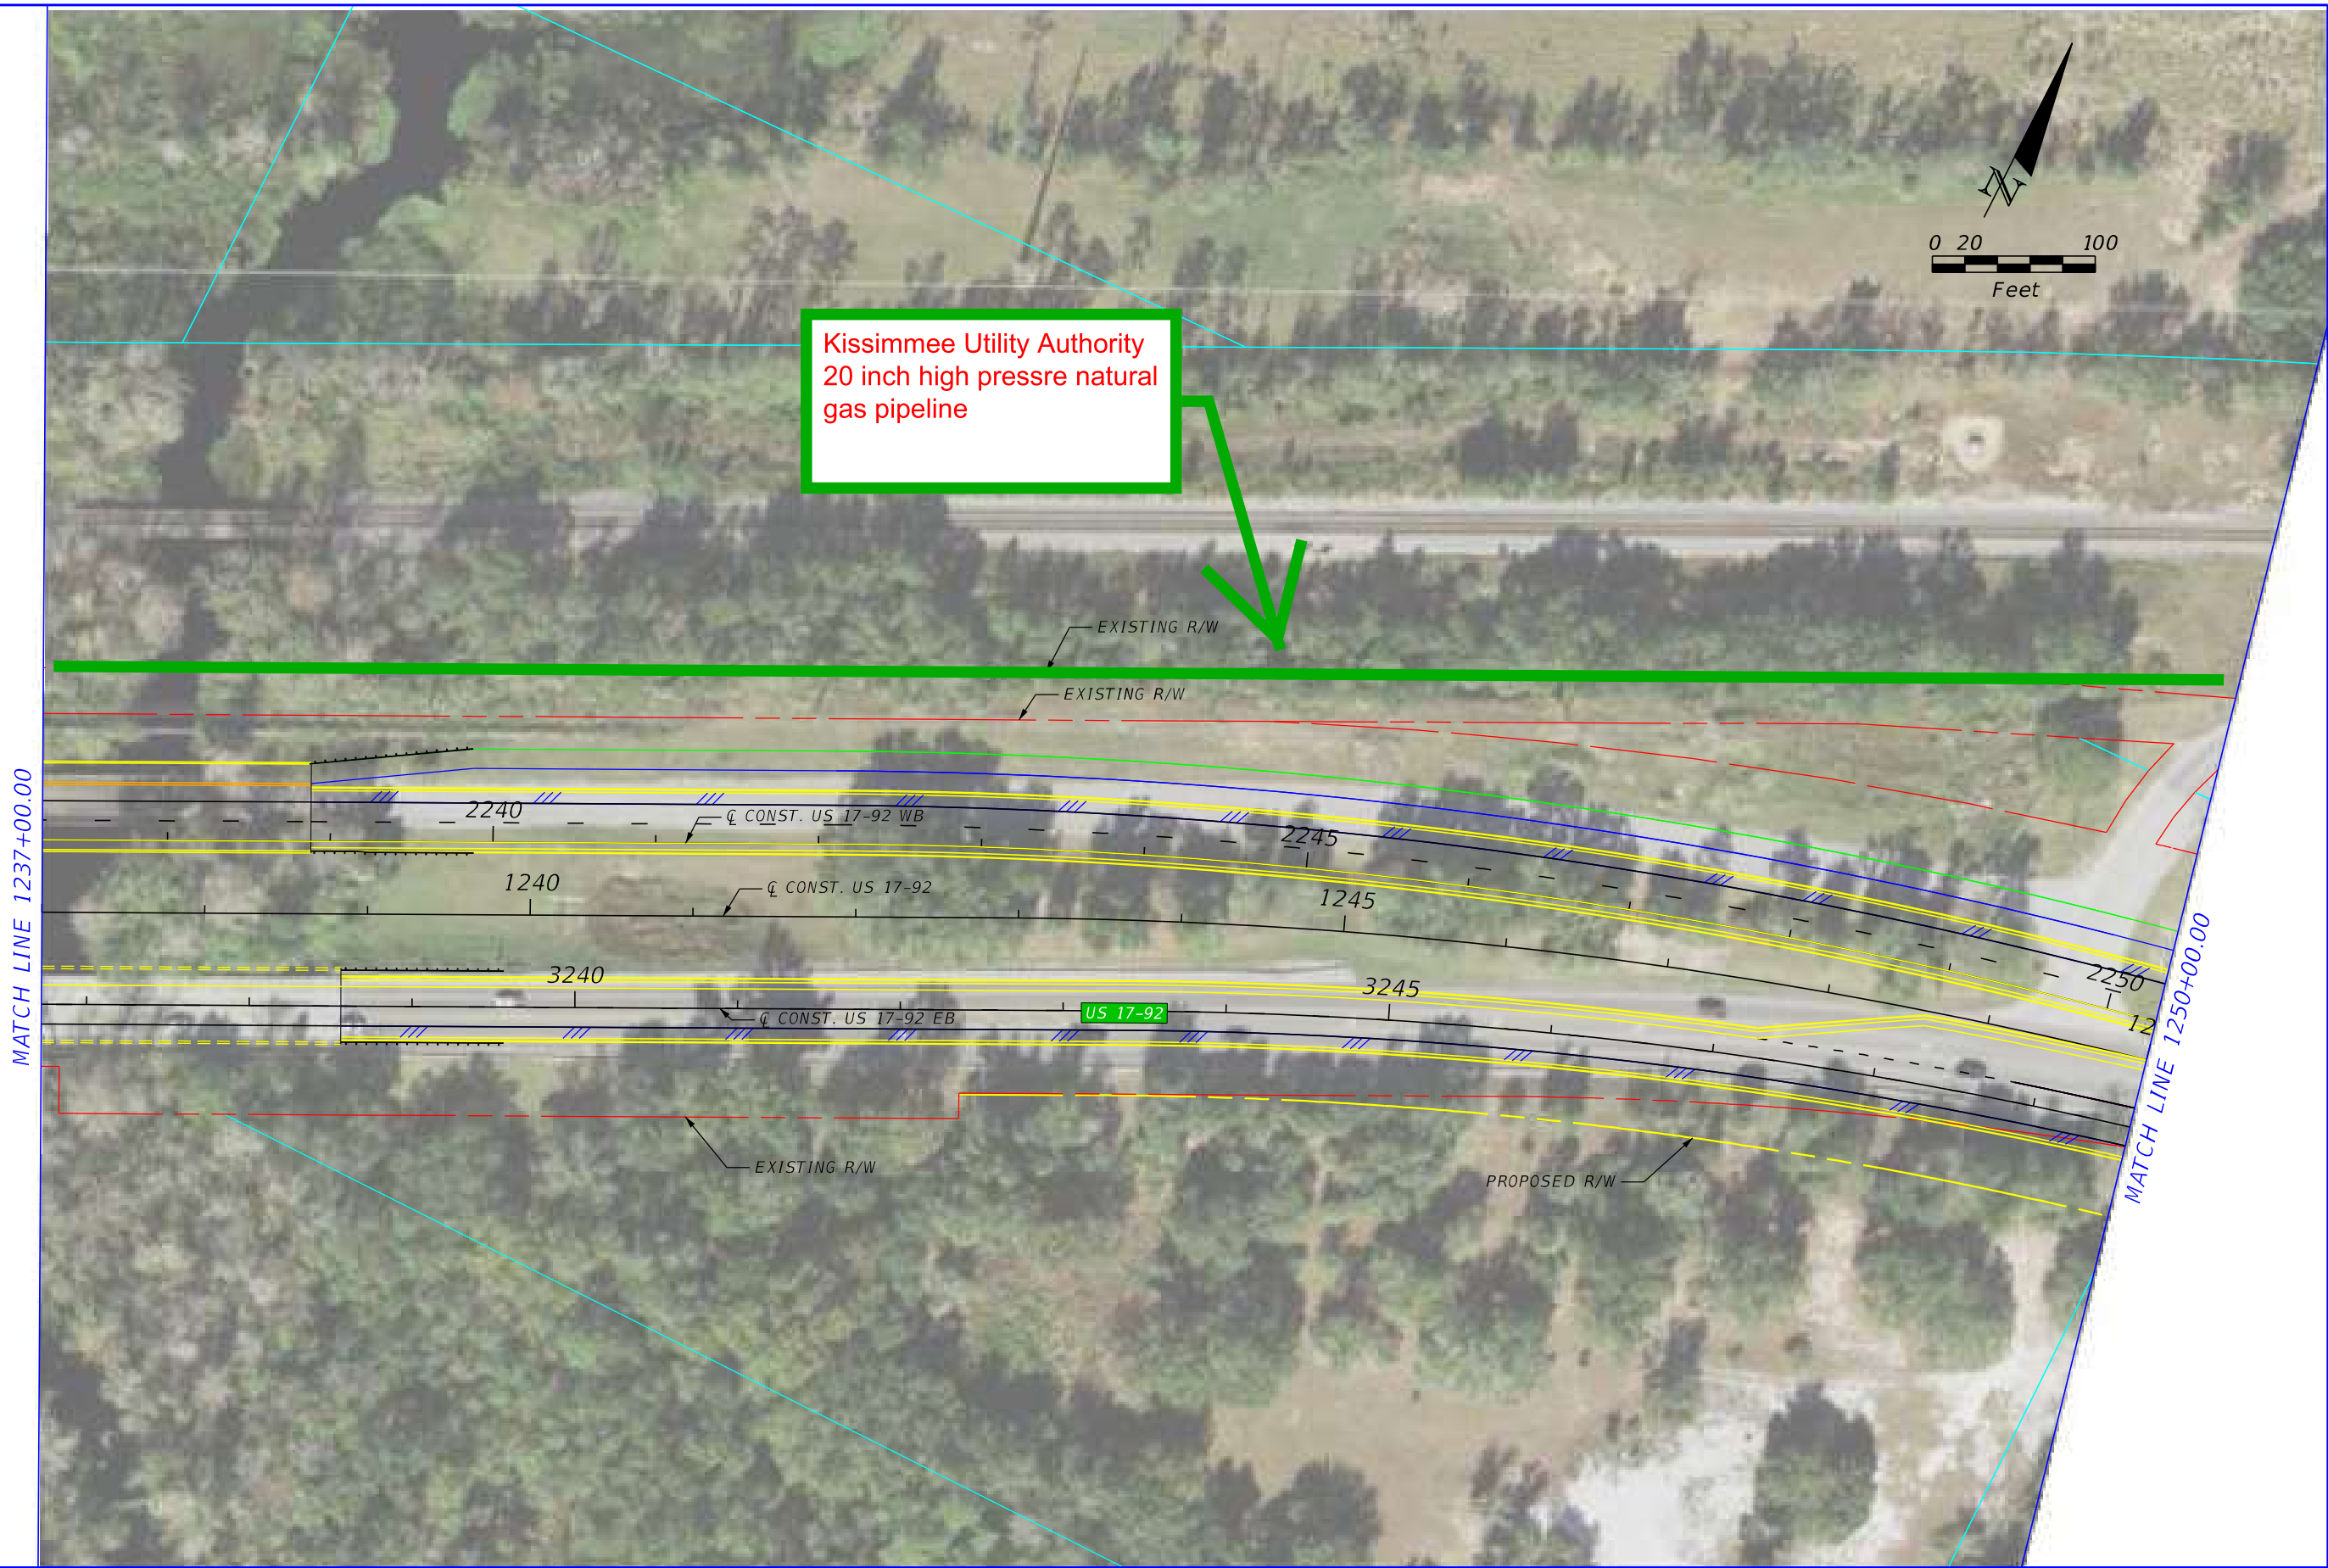 N
0 20 100
Feet
Kissimmee Utility Authority
20 inch high pressre natural
gas pipeline
EXISTING R/W
EXISTING R/W
MATCH LINE 1237+00.00
2240
℄ CONST. US 17-92 WB
2245
1240
℄ CONST. US 17-92
1245
3240
3245
2250
12
℄ CONST. US 17-92 EB
US 17-92
MATCH LINE 1250+00.00
EXISTING R/W
PROPOSED R/W